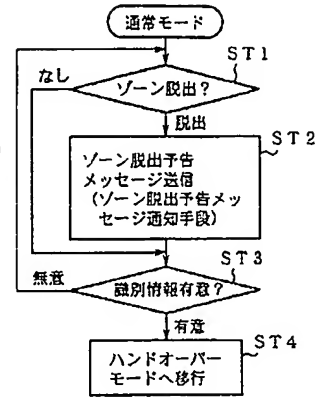 通常モード
ST1
なし
ゾーン脱出?
脱出
ST2
ゾーン脱出予告
メッセージ送信
(ゾーン脱出予告メッ
セージ通知手段)
ST3
無意
識別情報有意?
有意
ST4
ハンドオーバー
モードへ移行